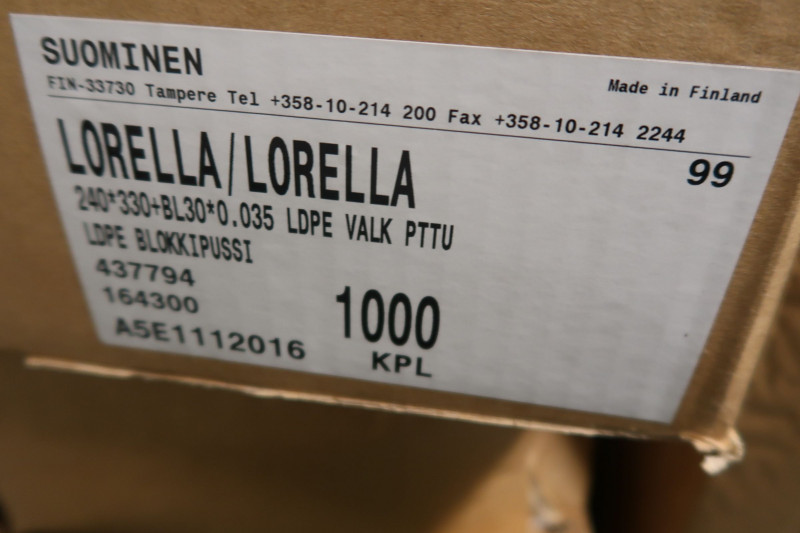 SUOMINEN
Made in Finland
FIN-33730 Tampere Tel +358-10-214 200 Fax +358-10-214 2244
LORELLA/LORELLA
99
240*330+BL30*0.035 LDPE VALK PTTU
LDPE BLOKKIPUSSI
437794
164300
1000
A5E1112016
KPL